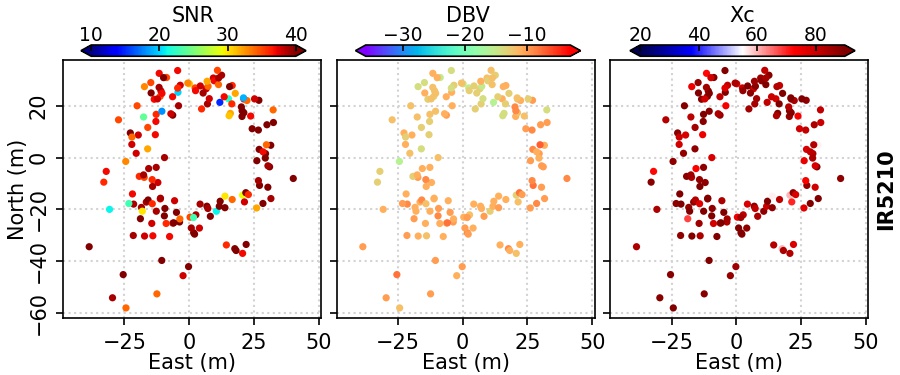 SNR DBV Xc
10 20 30 40 −30 −20 −10 20 40 60 80
North (m)
20
0
−20
−40
−60
IR5210
−25 0 25 50 −25 0 25 50 −25 0 25 50
East (m) East (m) East (m)